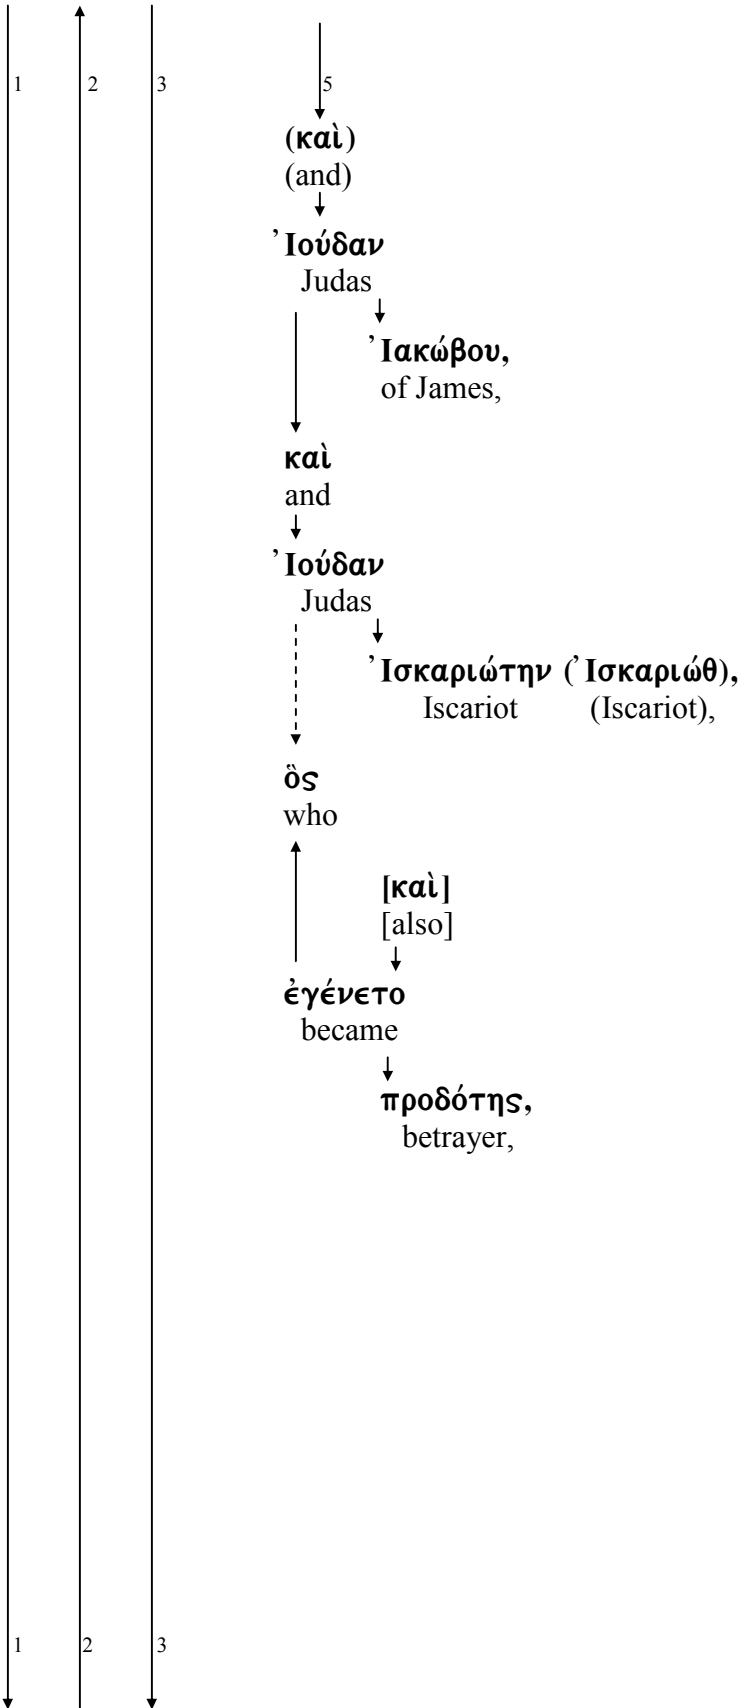 1 2 3 5
(καὶ)
(and)
Ἰούδαν
Judas
Ἰακώβου,
of James,
καὶ
and
Ἰούδαν
Judas
Ἰσκαριώτην (Ἰσκαριώθ),
Iscariot (Iscariot),
ὃς
who
[καὶ]
[also]
ἐγένετο
became
προδότης,
betrayer,
1 2 3